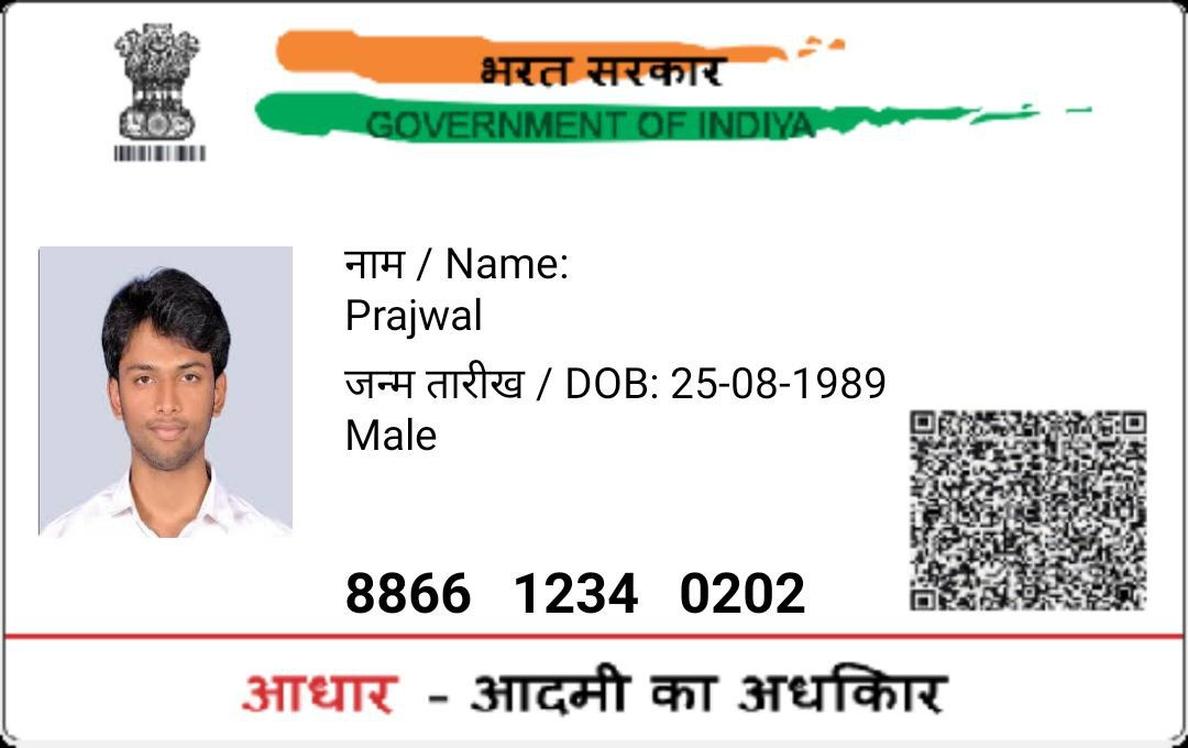 भरत सरकार
GOVERNMENT OF INDIYA
नाम / Name:
Prajwal
जन्म तारीख / DOB: 25-08-1989
Male
8866 1234 0202
आधार - आदमी का अधकिार